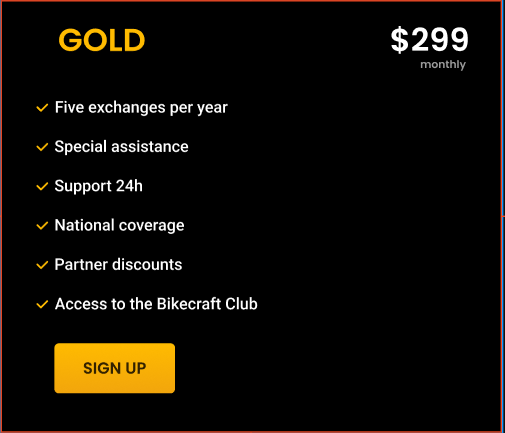 GOLD
$299
monthly
Five exchanges per year
Special assistance
Support 24h
National coverage
Partner discounts
Access to the Bikecraft Club
SIGN UP